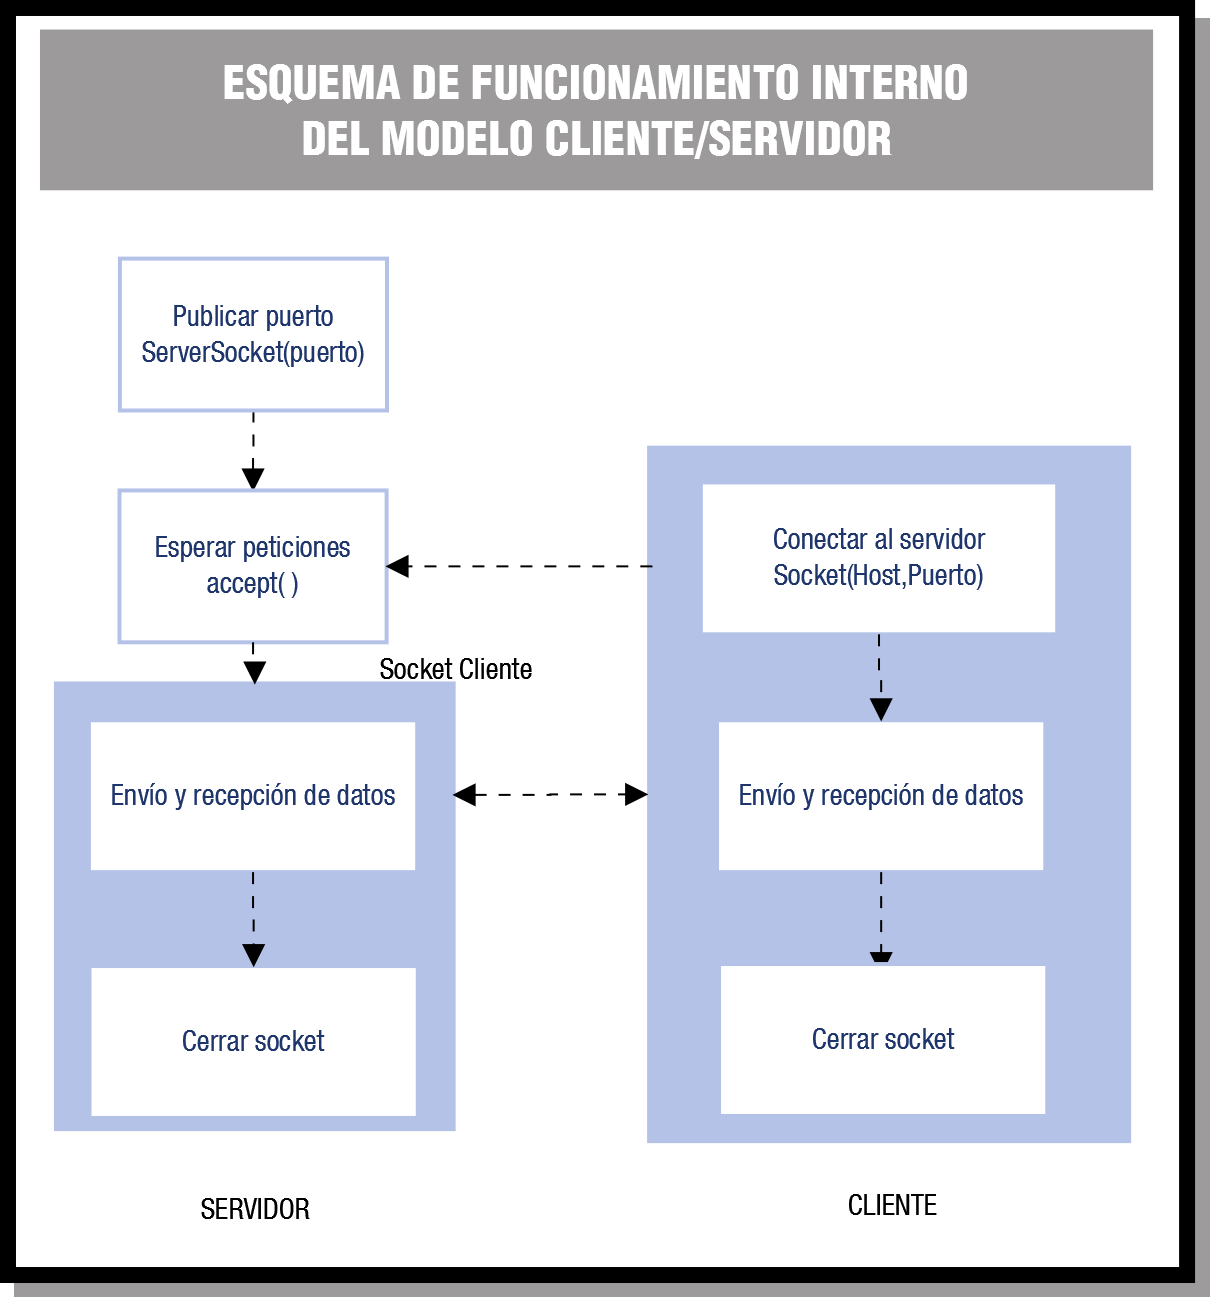 ESQUEMA DE FUNCIONAMIENTO INTERNO
DEL MODELO CLIENTE/SERVIDOR
Publicar puerto
ServerSocket(puerto)
Esperar peticiones
accept( )
Conectar al servidor
Socket(Host,Puerto)
Socket Cliente
Envío y recepción de datos
Envío y recepción de datos
Cerrar socket
Cerrar socket
SERVIDOR
CLIENTE